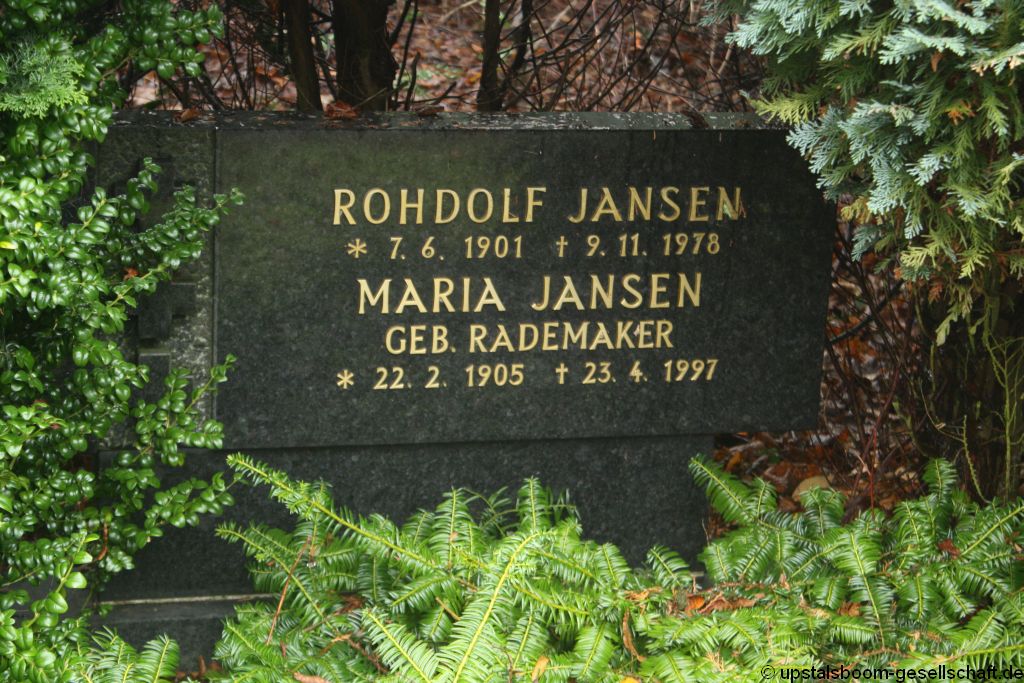 ROHDOLF JANSEN
* 7. 6. 1901 † 9. 11. 1978
MARIA JANSEN
GEB. RADEMAKER
* 22. 2. 1905 † 23. 4. 1997
© upstalsboom-gesellschaft.de